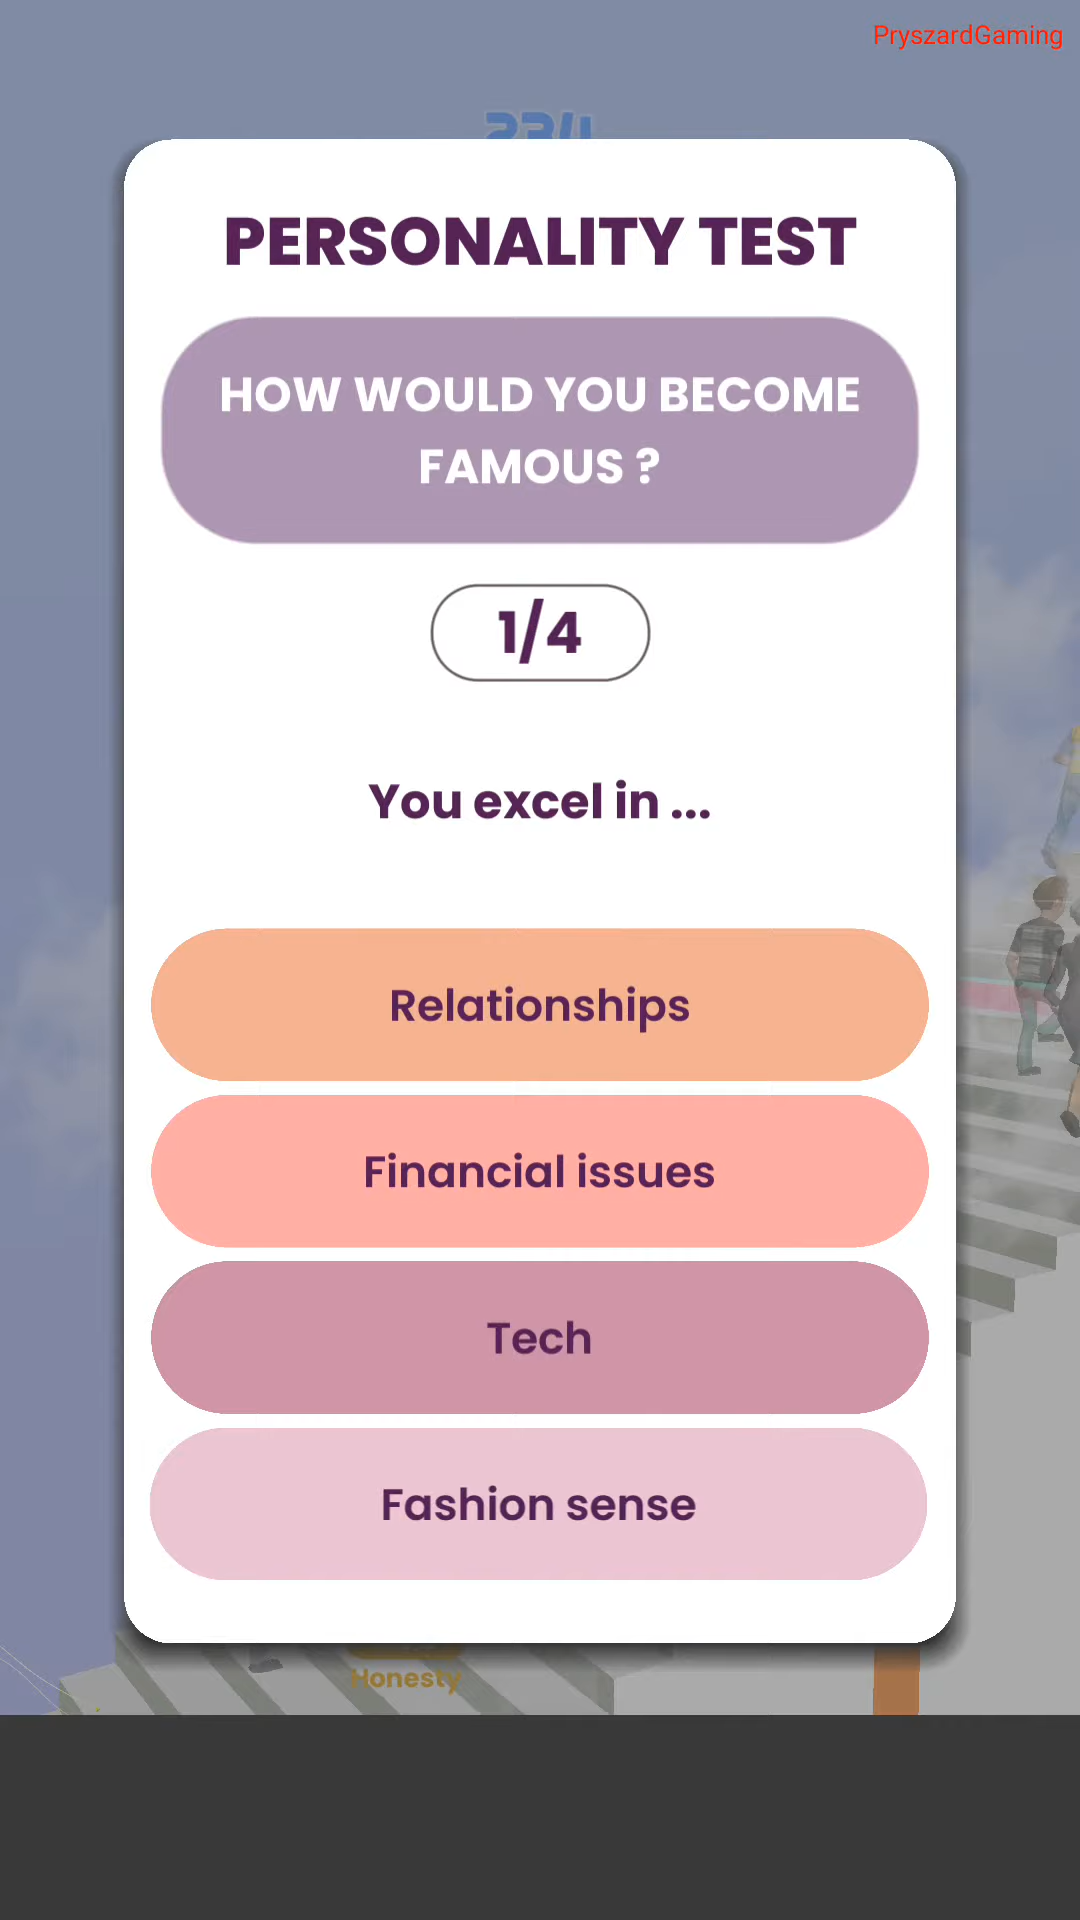 PryszardGaming
234
PERSONALITY TEST
HOW WOULD YOU BECOME
FAMOUS ?
1/4
You excel in ...
Relationships
Financial issues
Tech
Fashion sense
Honesty